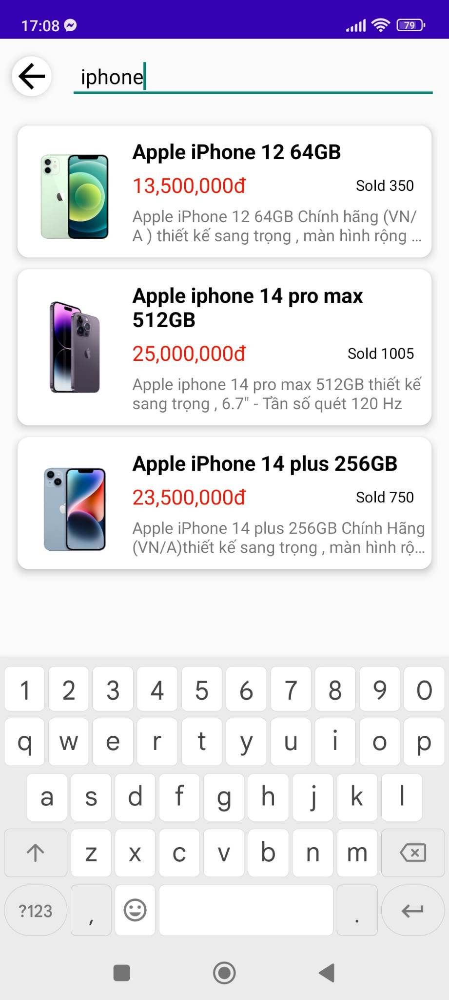 17:08
79
iphone
Apple iPhone 12 64GB
13,500,000đ
Sold 350
Apple iPhone 12 64GB Chính hãng (VN/
A ) thiết kế sang trọng , màn hình rộng ...
Apple iphone 14 pro max
512GB
25,000,000đ
Sold 1005
Apple iphone 14 pro max 512GB thiết kế
sang trọng , 6.7" - Tần số quét 120 Hz
Apple iPhone 14 plus 256GB
23,500,000đ
Sold 750
Apple iPhone 14 plus 256GB Chính Hãng
(VN/A)thiết kế sang trọng , màn hình rộ...
1 2 3 4 5 6 7 8 9 0
q w e r t y u i o p
a s d f g h j k l
z x c v b n m
?123 , .